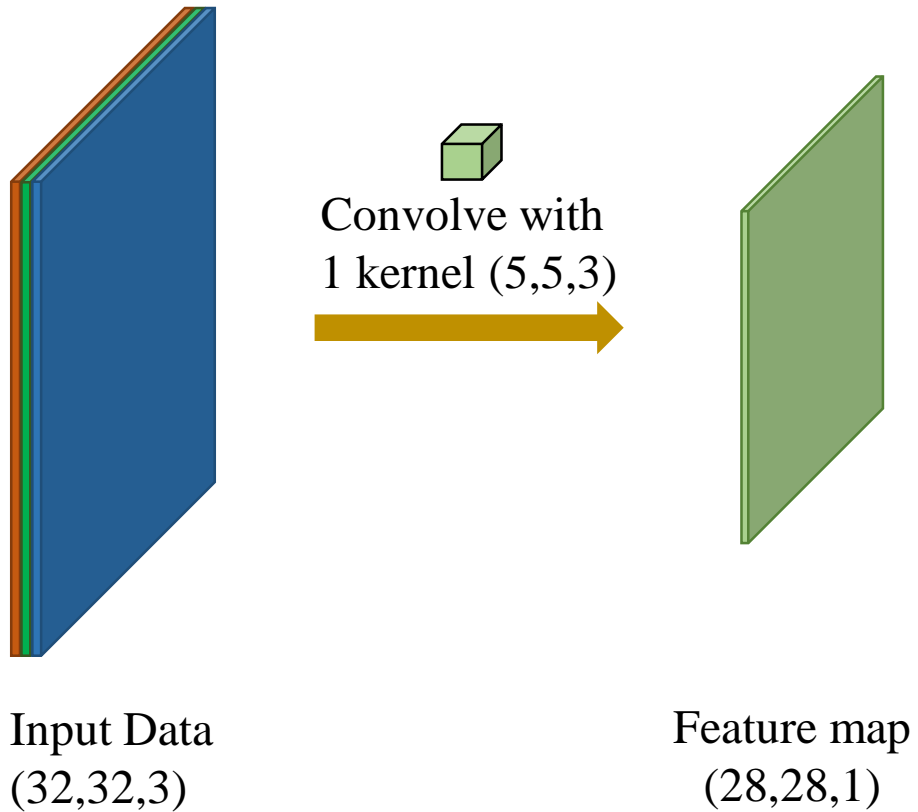 Convolve with
1 kernel (5,5,3)
Input Data
(32,32,3)
Feature map
(28,28,1)